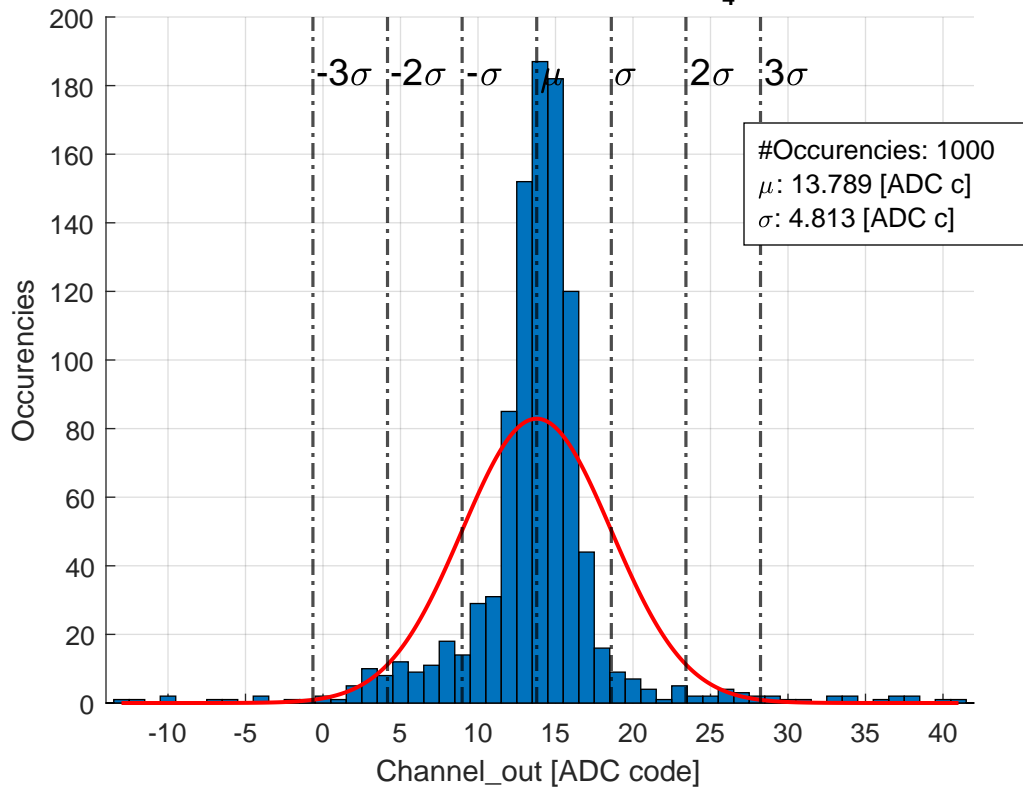 4
-3σ -2σ -σ μ σ 2σ 3σ
#Occurencies: 1000
μ: 13.789 [ADC c]
σ: 4.813 [ADC c]
200
180
160
140
120
100
80
60
40
20
0
Occurencies
-10 -5 0 5 10 15 20 25 30 35 40
Channel_out [ADC code]